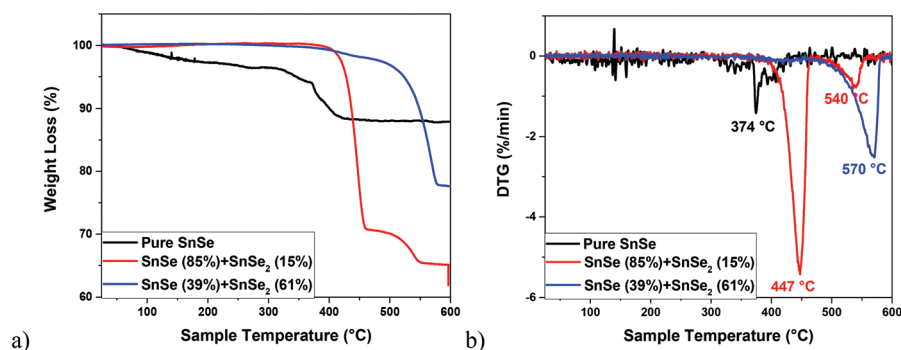 100
90
80
70
60
Weight Loss (%)
Pure SnSe
SnSe (85%)+SnSe₂ (15%)
SnSe (39%)+SnSe₂ (61%)
100 200 300 400 500 600
Sample Temperature (°C)
a)
0
-2
-4
-6
DTG (%/min)
374 °C
540 °C
570 °C
447 °C
Pure SnSe
SnSe (85%)+SnSe₂ (15%)
SnSe (39%)+SnSe₂ (61%)
100 200 300 400 500 600
Sample Temperature (°C)
b)